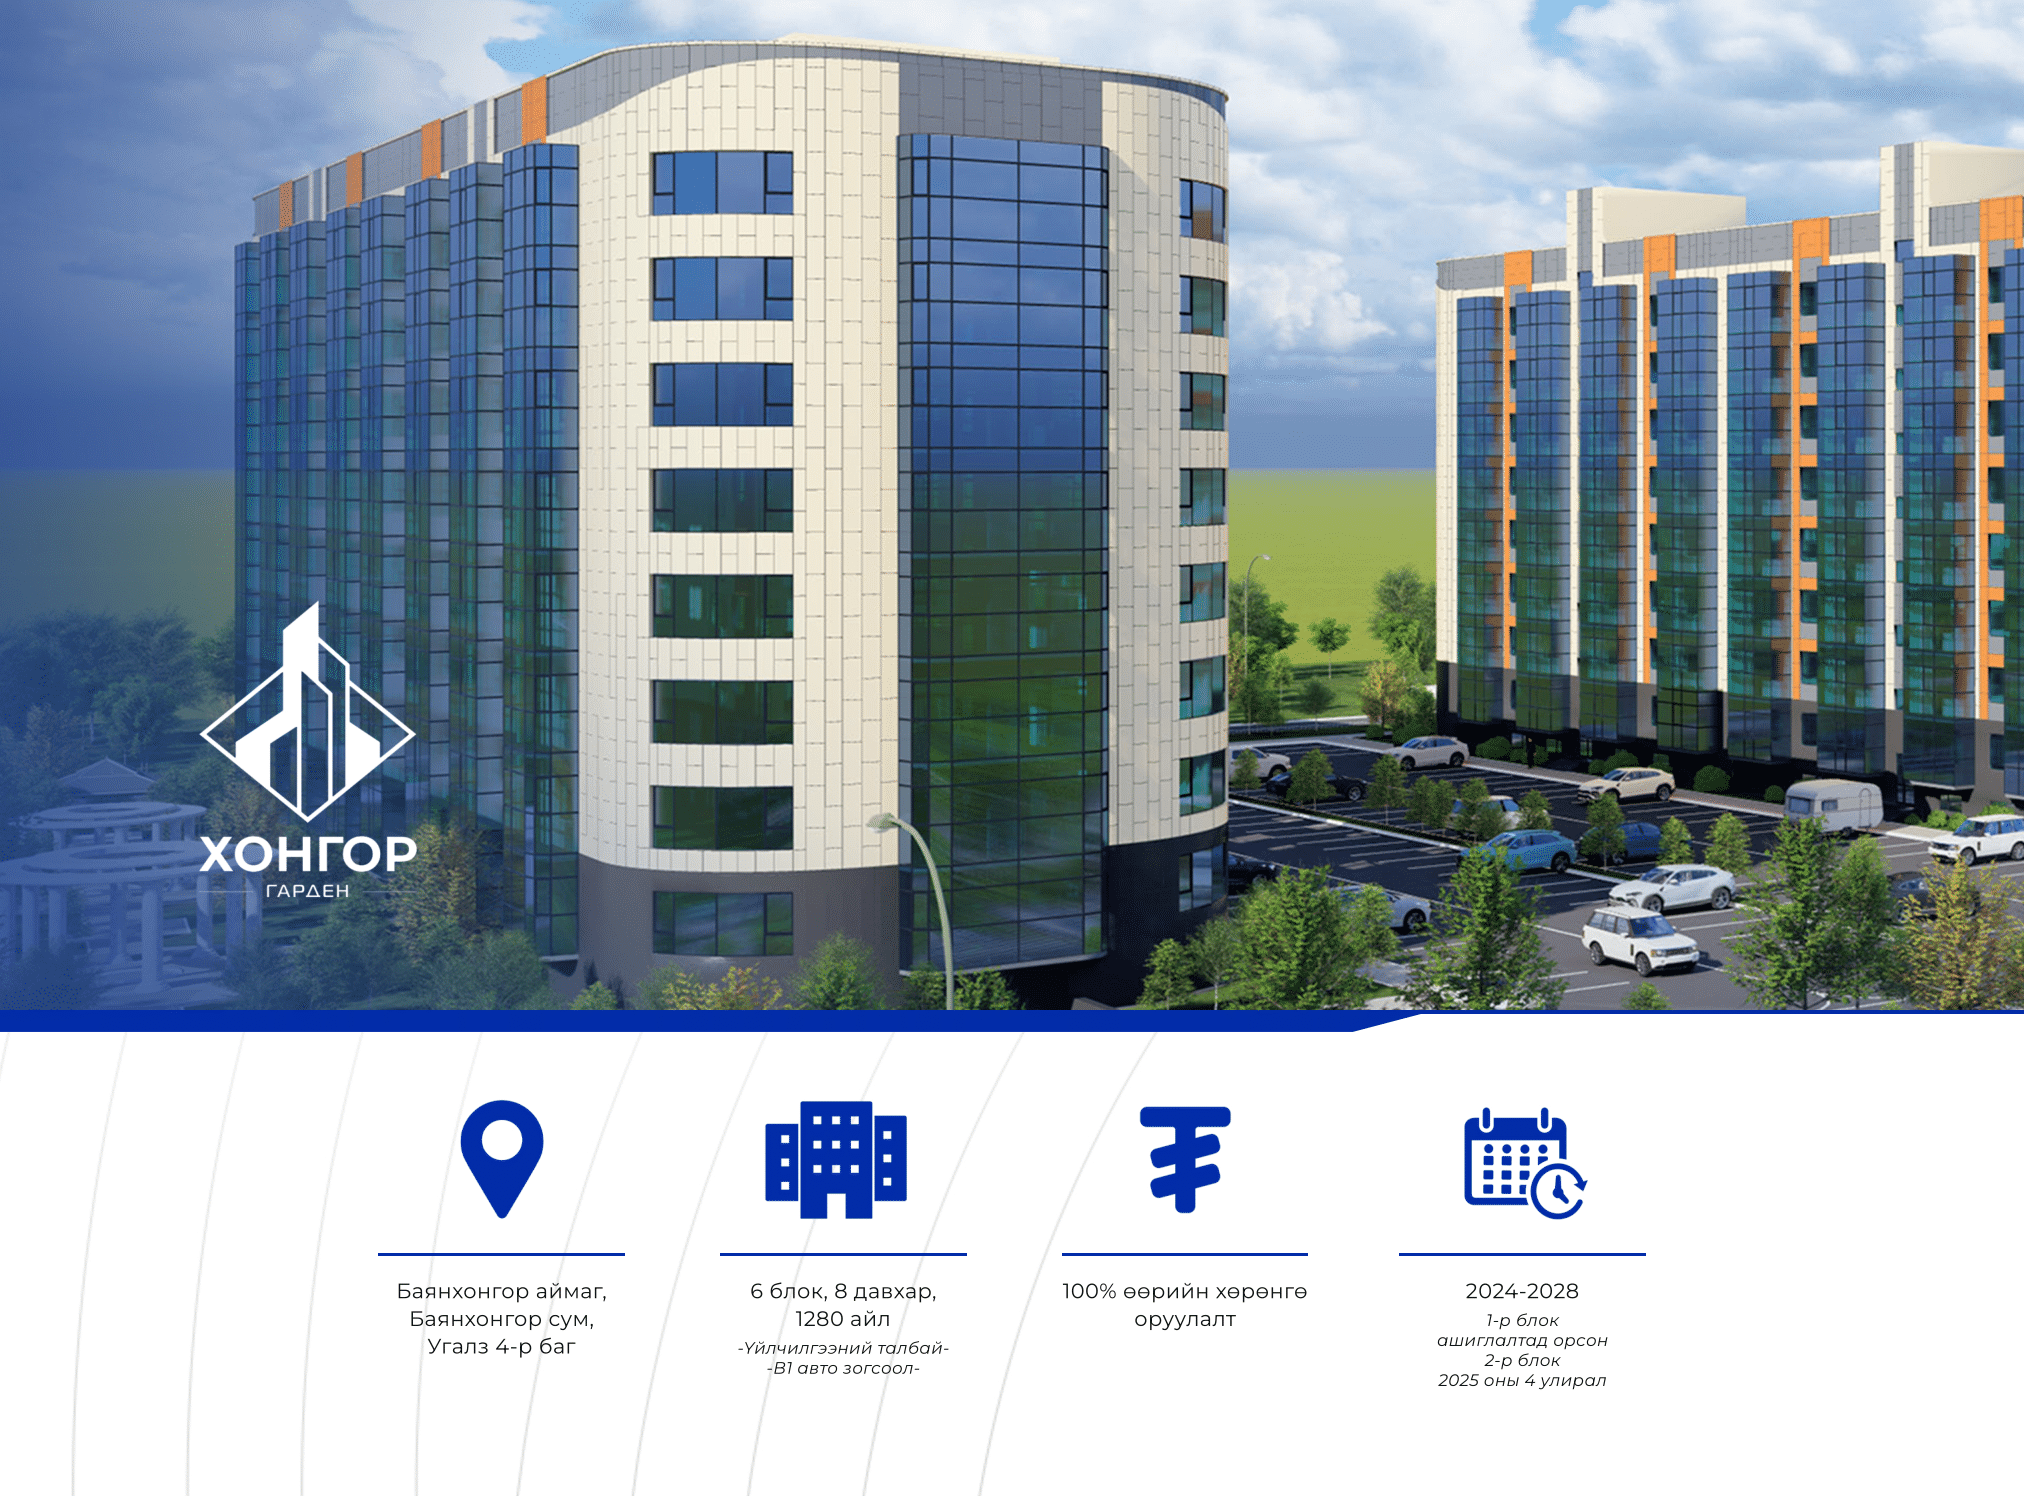 ХОНГОР
ГАРДЕН
Баянхонгор аймаг,
Баянхонгор сум,
Угалз 4-р баг
6 блок, 8 давхар,
1280 айл
-Үйлчилгээний талбай-
-B1 авто зогсоол-
100% өөрийн хөрөнгө
оруулалт
2024-2028
1-р блок
ашиглалтад орсон
2-р блок
2025 оны 4 улирал